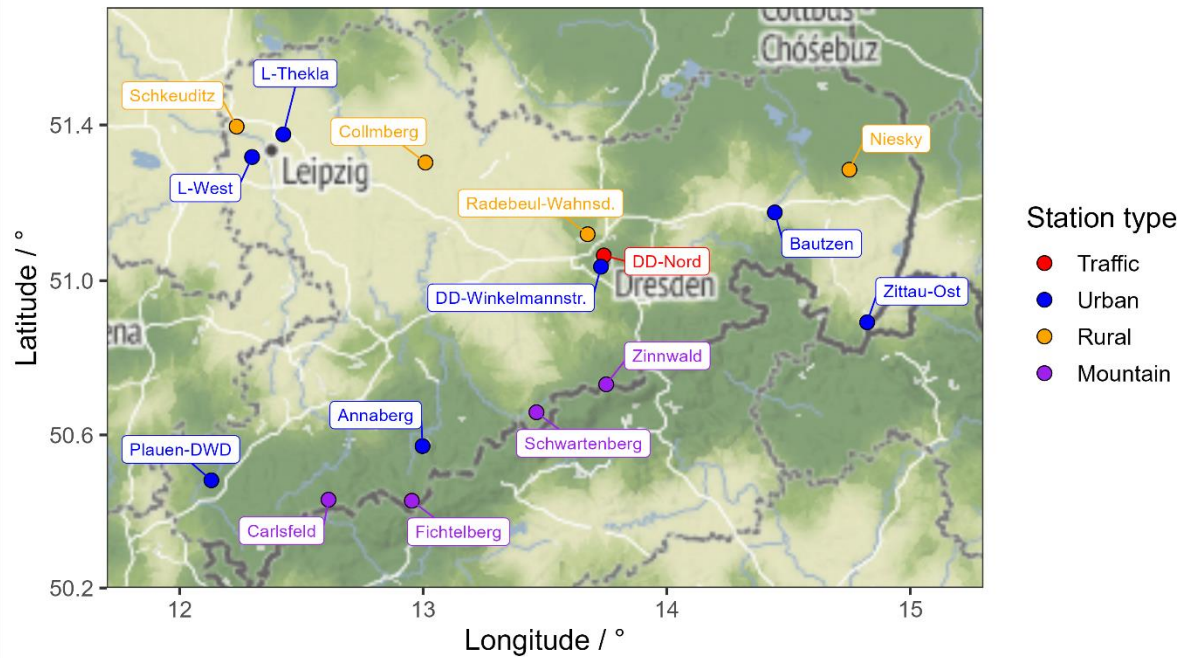 Cottbus
Chóśebuz
L-Thekla
Schkeuditz
51.4
Collmberg
Niesky
Leipzig
L-West
Radebeul-Wahnsd.
Bautzen
Station type
DD-Nord
Traffic
51.0
Dresden
Zittau-Ost
Urban
DD-Winkelmannstr.
Latitude / °
ena
Rural
Zinnwald
Mountain
Annaberg
Schwartenberg
50.6
Plauen-DWD
Carlsfeld
Fichtelberg
50.2
12
13
14
15
Longitude / °